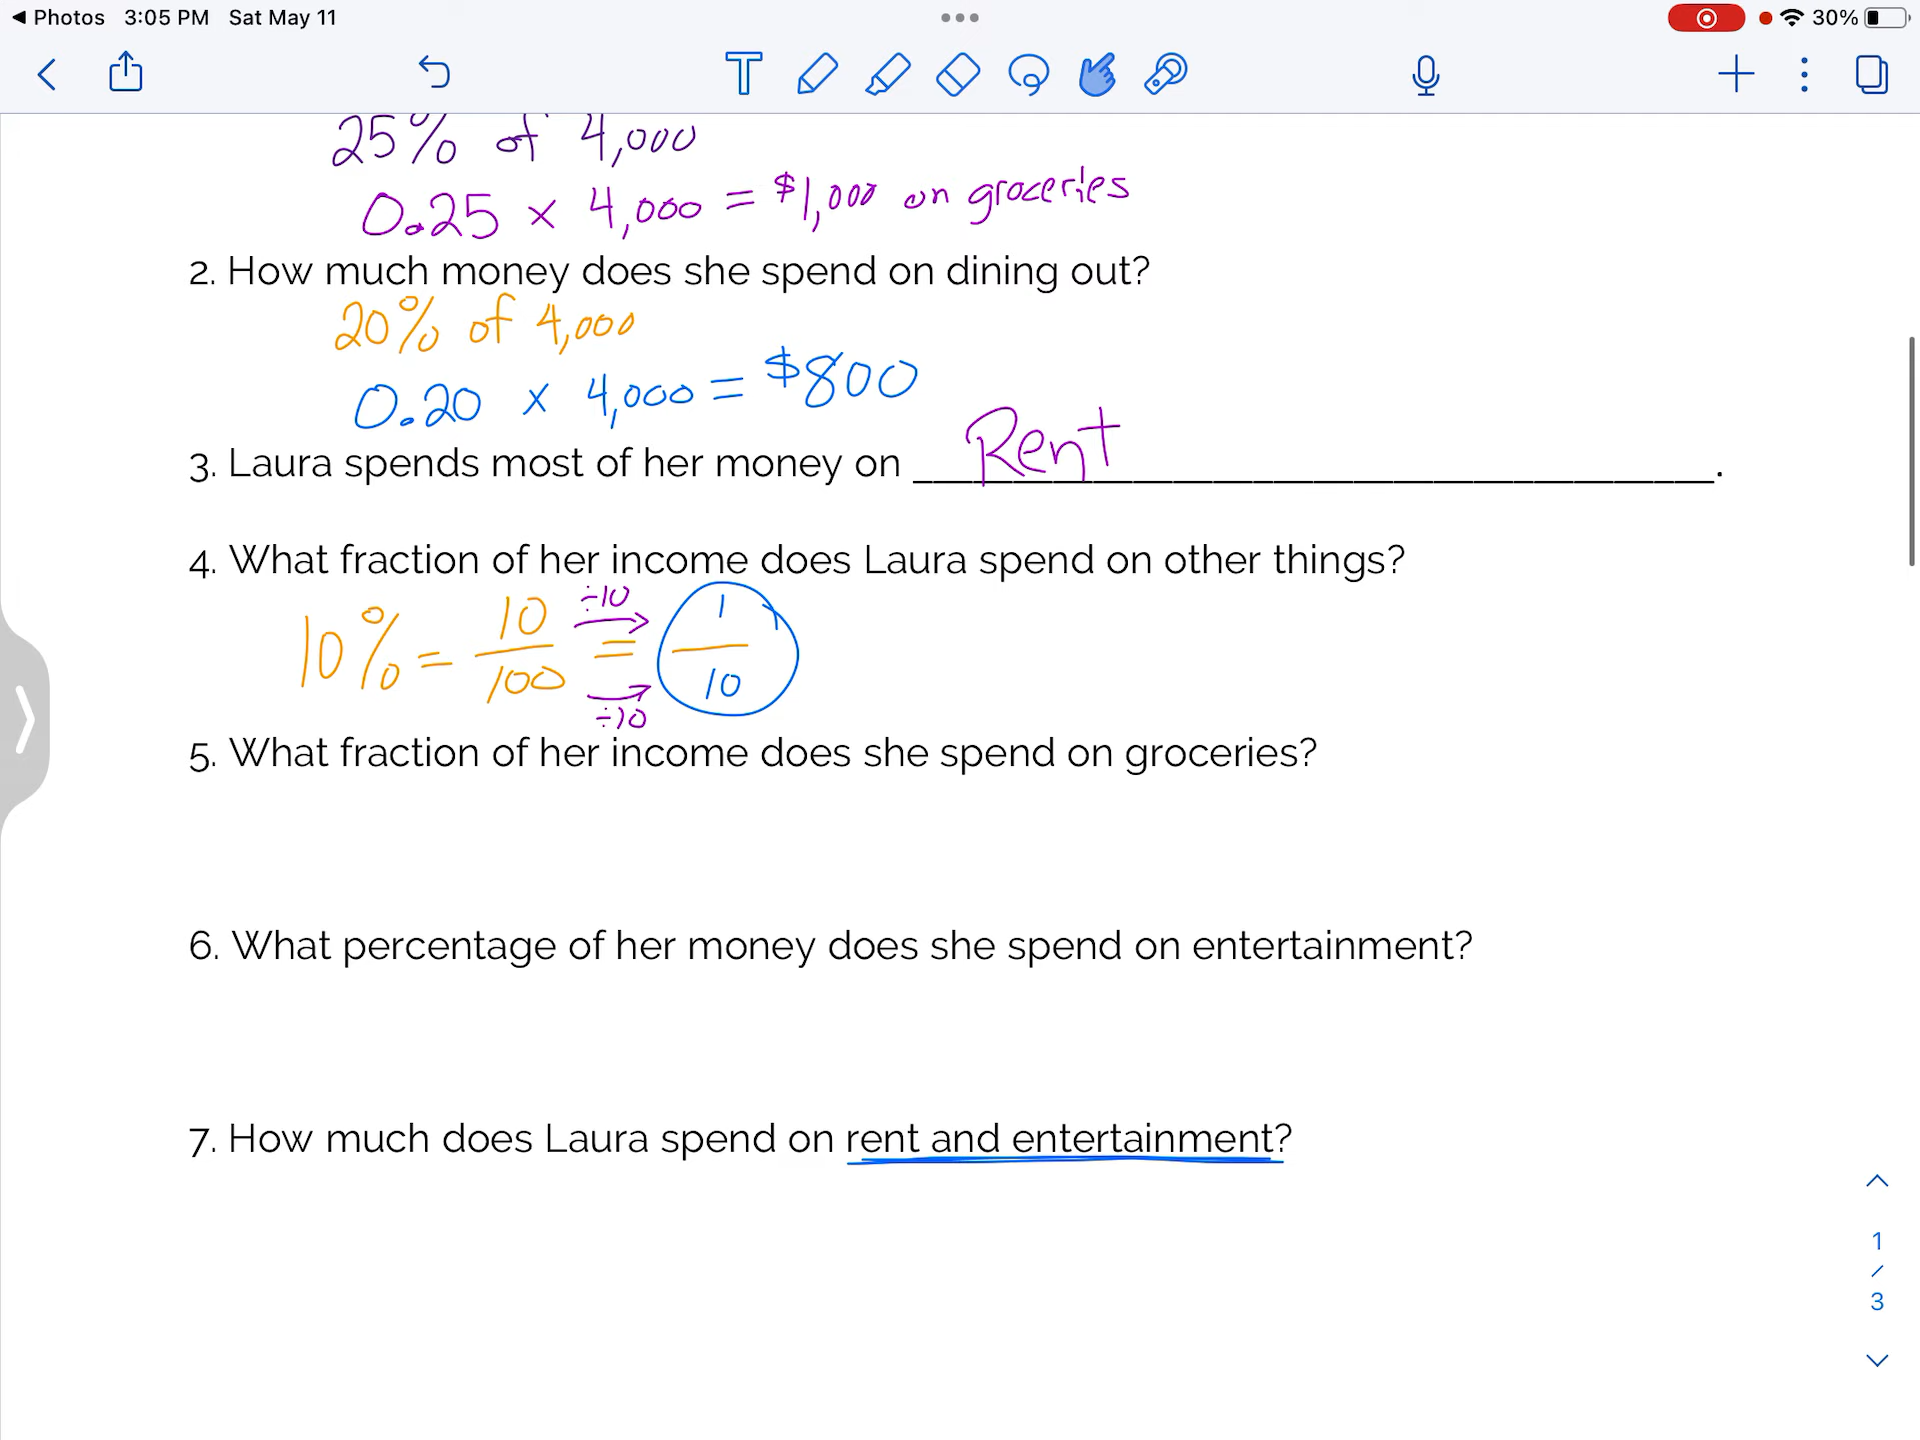 Photos 3:05 PM Sat May 11
30%
T
25% of 4,000
0.25 x 4,000 = $1,000 on groceries
2. How much money does she spend on dining out?
20% of 4,000
0.20 x 4,000 = $800
3. Laura spends most of her money on Rent.
4. What fraction of her income does Laura spend on other things?
10% = 10/100 = 1/10
÷10
÷10
5. What fraction of her income does she spend on groceries?
6. What percentage of her money does she spend on entertainment?
7. How much does Laura spend on rent and entertainment?
1
/
3